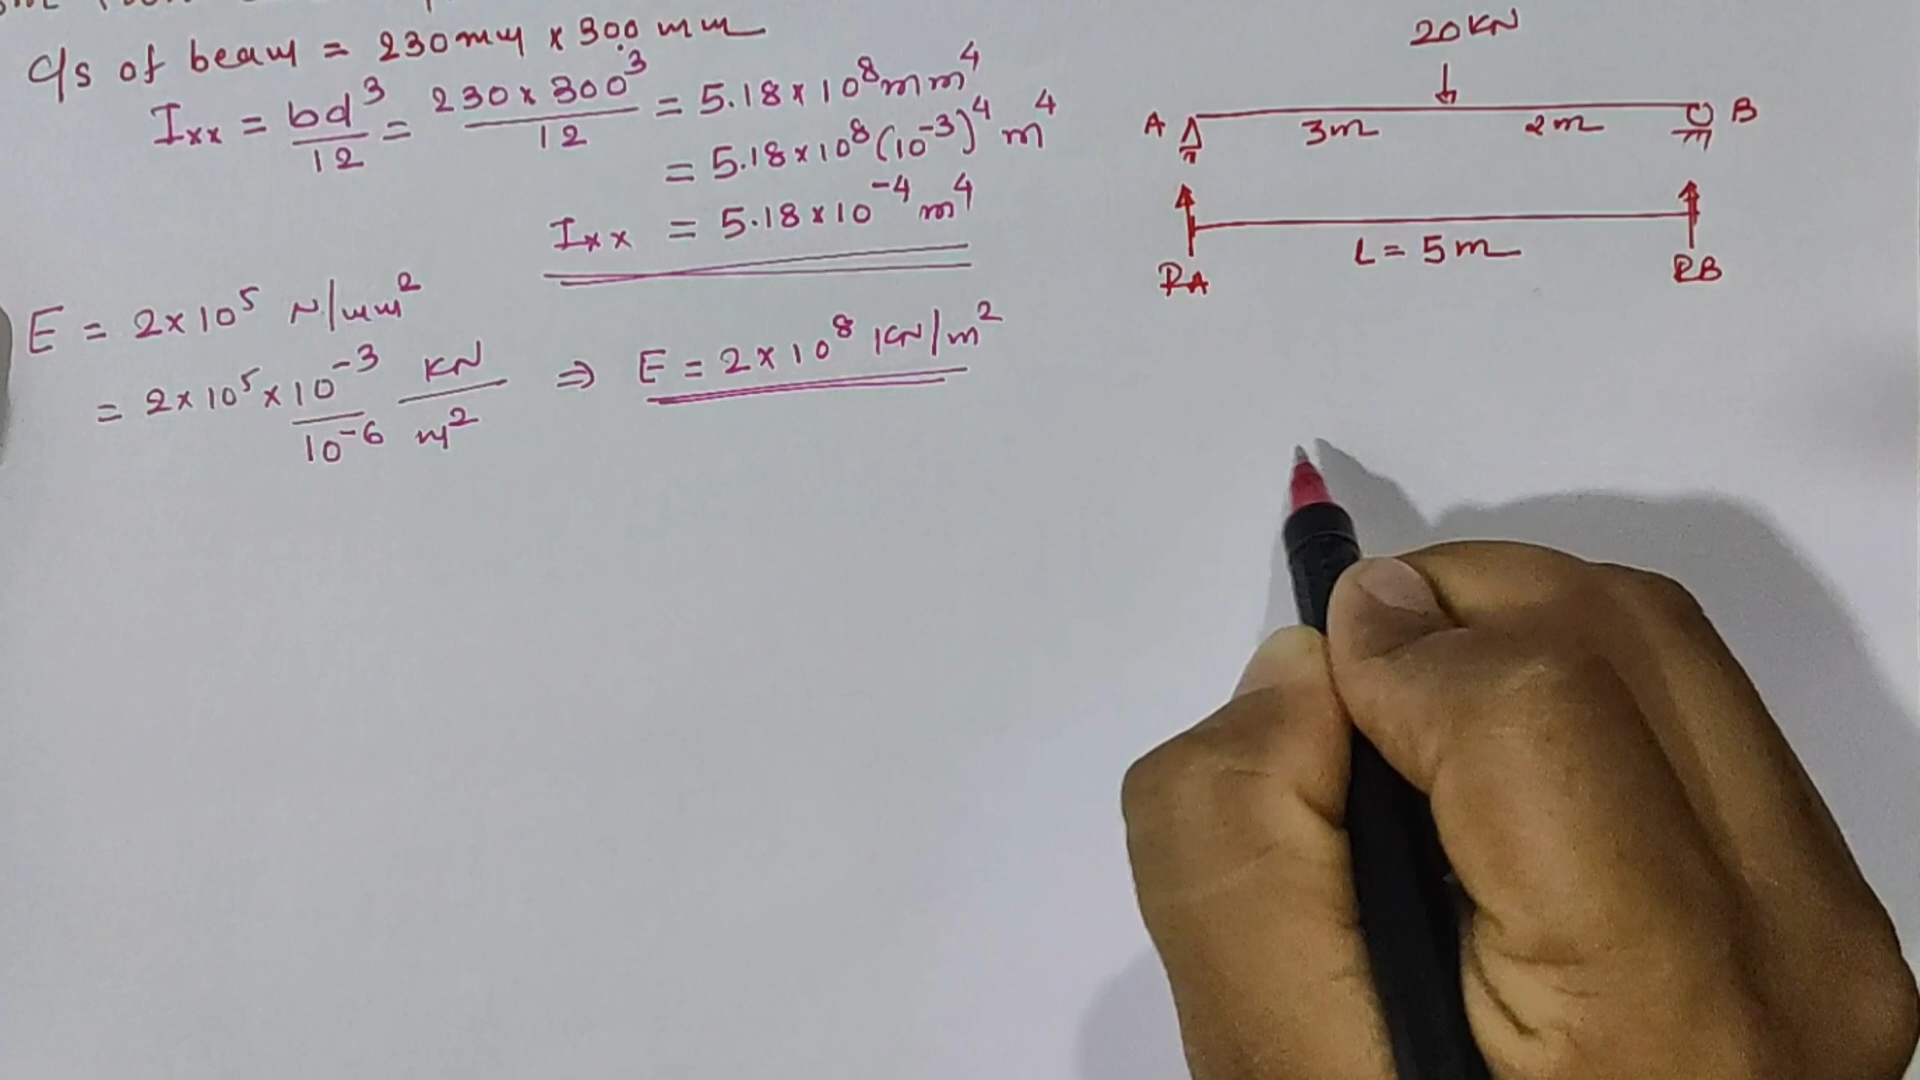 C/s of beam = 230mm x 300 mm
Ixx = bd³/12 = 230 x 300³/12 = 5.18 x 10⁸ mm⁴
= 5.18 x 10⁸ (10⁻³)⁴ m⁴
Ixx = 5.18 x 10⁻⁴ m⁴
E = 2 x 10⁵ N/mm²
= 2 x 10⁵ x 10⁻³/10⁻⁶ KN/m² ⇒ E = 2 x 10⁸ KN/m²
20KN
A 3m 2m B
L = 5m
RA RB